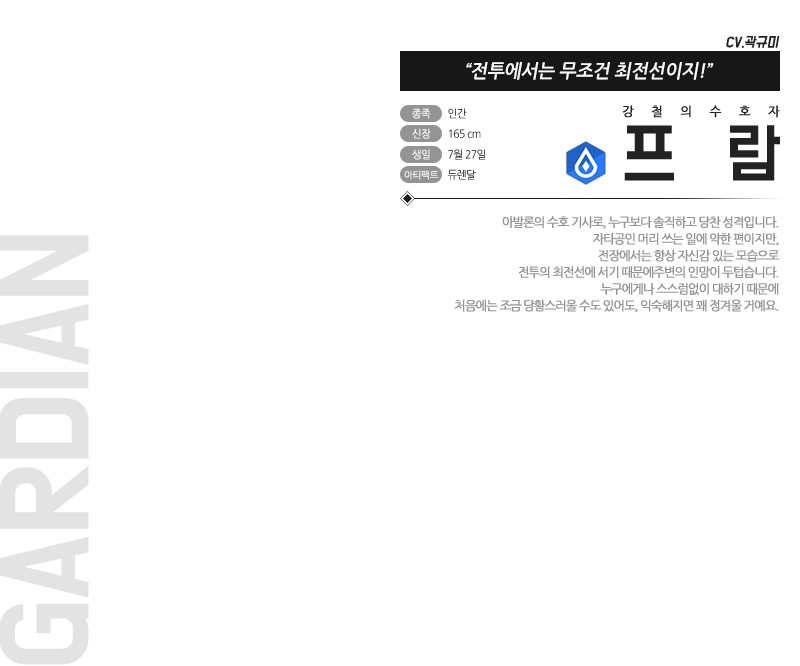 CV.곽규미
“전투에서는 무조건 최전선이지!”
강철의수호자
프람
종족 인간
신장 165 cm
생일 7월 27일
아티팩트 듀렌달
아발론의 수호 기사로, 누구보다 솔직하고 당찬 성격입니다.
자타공인 머리 쓰는 일에 약한 편이지만,
전장에서는 항상 자신감 있는 모습으로
전투의 최전선에 서기 때문에주변의 인망이 두텁습니다.
누구에게나 스스럼없이 대하기 때문에
처음에는 조금 당황스러울 수도 있어도, 익숙해지면 꽤 정겨울 거예요.
GARDIAN